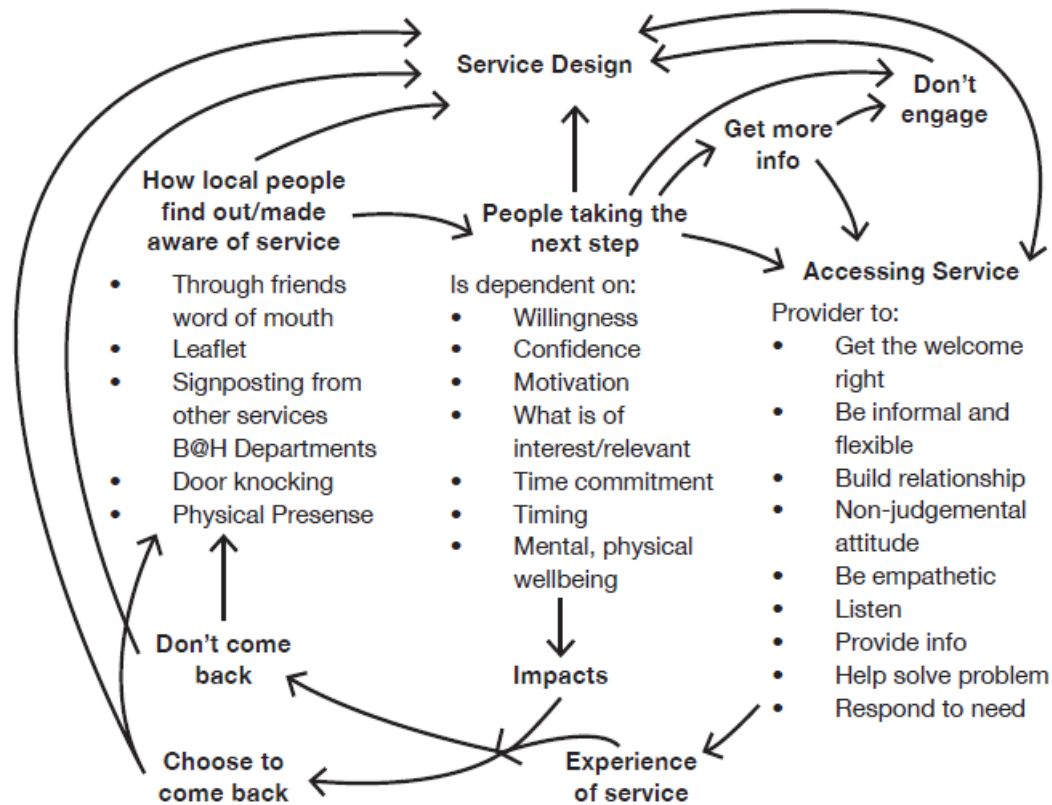 Service Design
Don't
engage
Get more
info
How local people
find out/made
aware of service
• Through friends
word of mouth
• Leaflet
• Signposting from
other services
B@H Departments
• Door knocking
• Physical Presense
People taking the
next step
Is dependent on:
• Willingness
• Confidence
• Motivation
• What is of
interest/relevant
• Time commitment
• Timing
• Mental, physical
wellbeing
Accessing Service
Provider to:
• Get the welcome
right
• Be informal and
flexible
• Build relationship
• Non-judgemental
attitude
• Be empathetic
• Listen
• Provide info
• Help solve problem
• Respond to need
Don't come
back
Impacts
Choose to
come back
Experience
of service